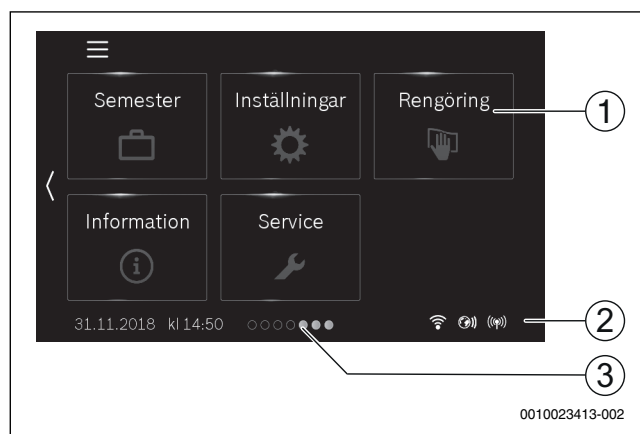 Semester Inställningar Rengöring
1
Information Service
31.11.2018 kl 14:50
2
3
0010023413-002